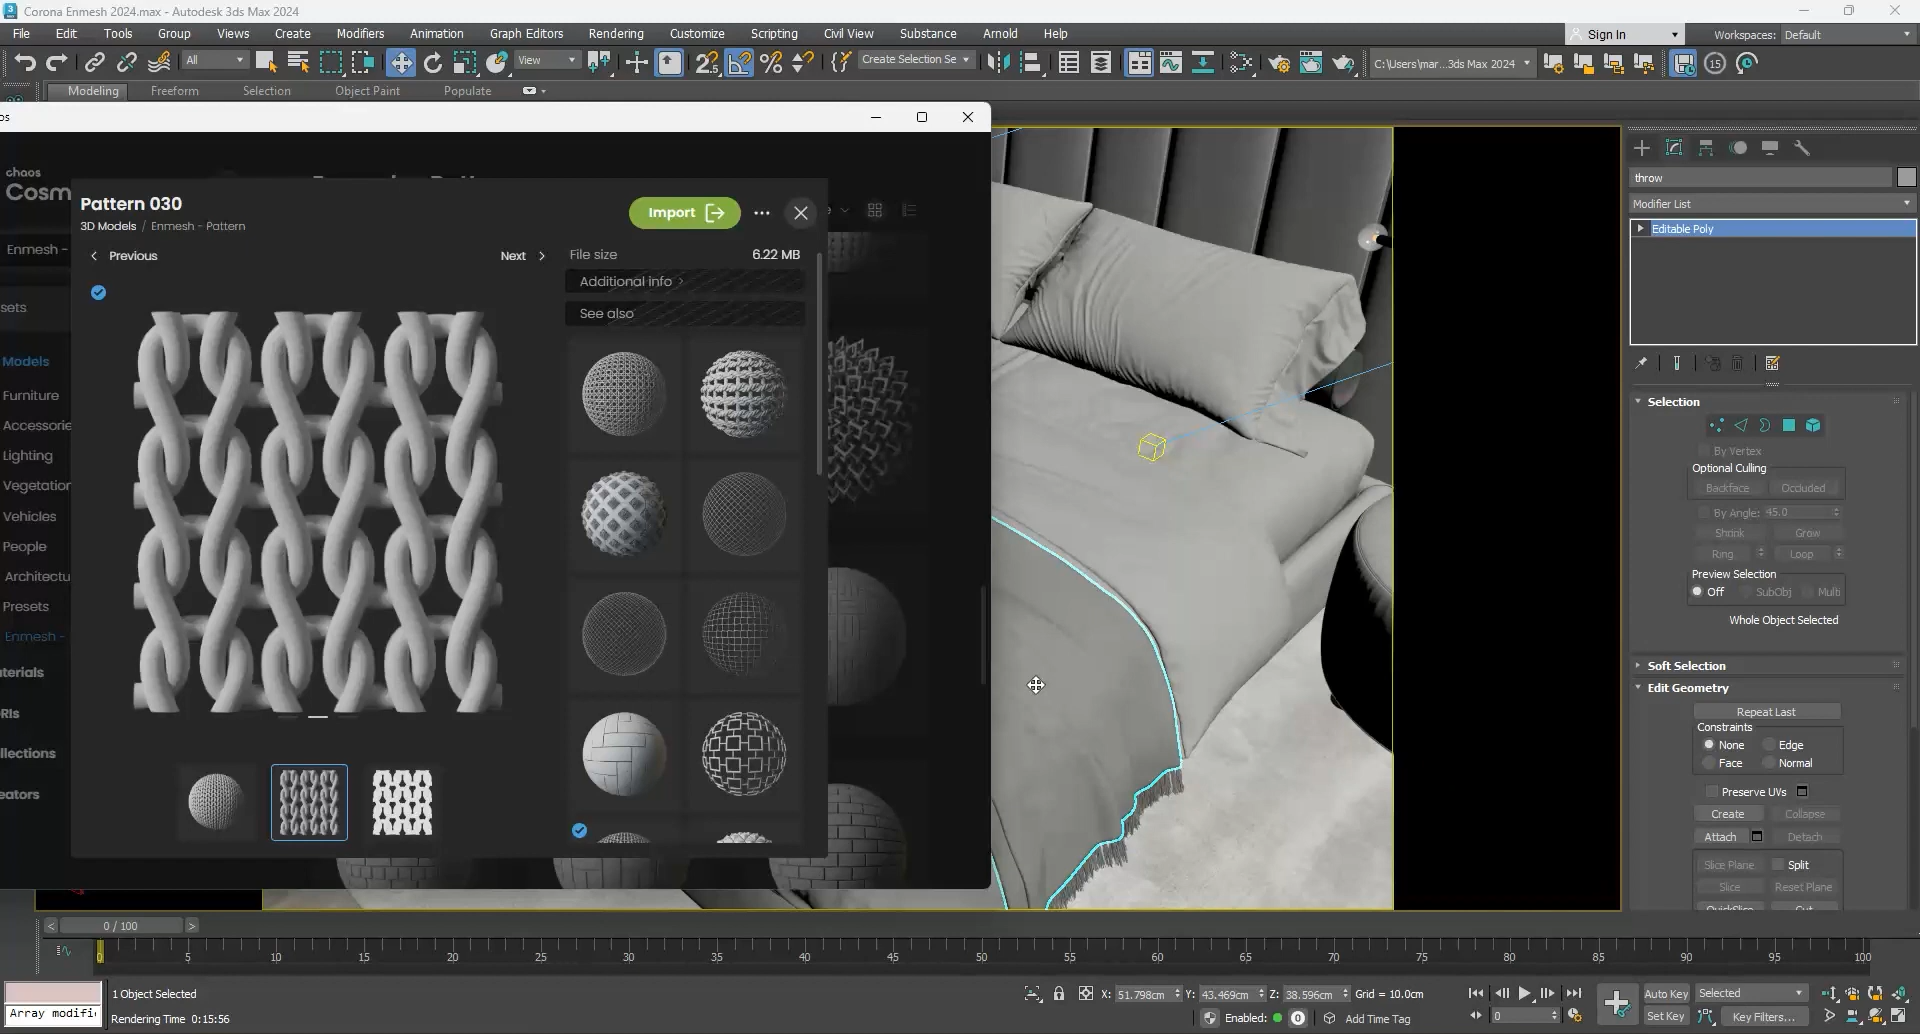 Corona Enmesh 2024.max - Autodesk 3ds Max 2024
File Edit Tools Group Views Create Modifiers Animation Graph Editors Rendering Customize Scripting Civil View Substance Arnold Help
Sign In
Workspaces: Default
All
View
Create Selection Se
C:\Users\mar...3ds Max 2024
15
Modeling Freeform Selection Object Paint Populate
os
chaos
Cosm
Pattern 030
3D Models / Enmesh - Pattern
Import
Previous
Next
File size 6.22 MB
Additional info >
See also
Enmesh -
sets
Models
Furniture
Accessorie
Lighting
Vegetation
Vehicles
People
Architectu
Presets
Enmesh -
terials
RIs
llections
eators
throw
Modifier List
Editable Poly
Selection
By Vertex
Optional Culling
Backface Occluded
By Angle: 45.0
Shrink Grow
Ring Loop
Preview Selection
Off SubObj Multi
Whole Object Selected
Soft Selection
Edit Geometry
Repeat Last
Constraints
None Edge
Face Normal
Preserve UVs
Create Collapse
Attach Detach
Slice Plane Split
Slice Reset Plane
QuickSlice Cut
< 0 / 100 >
0 5 10 15 20 25 30 35 40 45 50 55 60 65 70 75 80 85 90 95 100
1 Object Selected
X: 51.798cm Y: 43.469cm Z: 38.596cm Grid = 10.0cm
Auto Key Selected
Array modifi
Rendering Time 0:15:56
Enabled: 0 Add Time Tag
0
Set Key Key Filters...